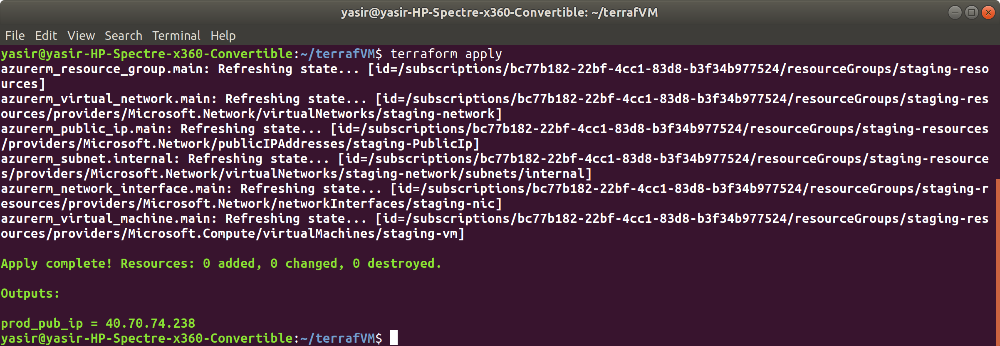 yasir@yasir-HP-Spectre-x360-Convertible: ~/terrafVM
File Edit View Search Terminal Help
yasir@yasir-HP-Spectre-x360-Convertible:~/terrafVM$ terraform apply
azurerm_resource_group.main: Refreshing state... [id=/subscriptions/bc77b182-22bf-4cc1-83d8-b3f34b977524/resourceGroups/staging-reso
urces]
azurerm_virtual_network.main: Refreshing state... [id=/subscriptions/bc77b182-22bf-4cc1-83d8-b3f34b977524/resourceGroups/staging-res
ources/providers/Microsoft.Network/virtualNetworks/staging-network]
azurerm_public_ip.main: Refreshing state... [id=/subscriptions/bc77b182-22bf-4cc1-83d8-b3f34b977524/resourceGroups/staging-resources
/providers/Microsoft.Network/publicIPAddresses/staging-PublicIp]
azurerm_subnet.internal: Refreshing state... [id=/subscriptions/bc77b182-22bf-4cc1-83d8-b3f34b977524/resourceGroups/staging-resource
s/providers/Microsoft.Network/virtualNetworks/staging-network/subnets/internal]
azurerm_network_interface.main: Refreshing state... [id=/subscriptions/bc77b182-22bf-4cc1-83d8-b3f34b977524/resourceGroups/staging-r
esources/providers/Microsoft.Network/networkInterfaces/staging-nic]
azurerm_virtual_machine.main: Refreshing state... [id=/subscriptions/bc77b182-22bf-4cc1-83d8-b3f34b977524/resourceGroups/staging-res
ources/providers/Microsoft.Compute/virtualMachines/staging-vm]
Apply complete! Resources: 0 added, 0 changed, 0 destroyed.
Outputs:
prod_pub_ip = 40.70.74.238
yasir@yasir-HP-Spectre-x360-Convertible:~/terrafVM$